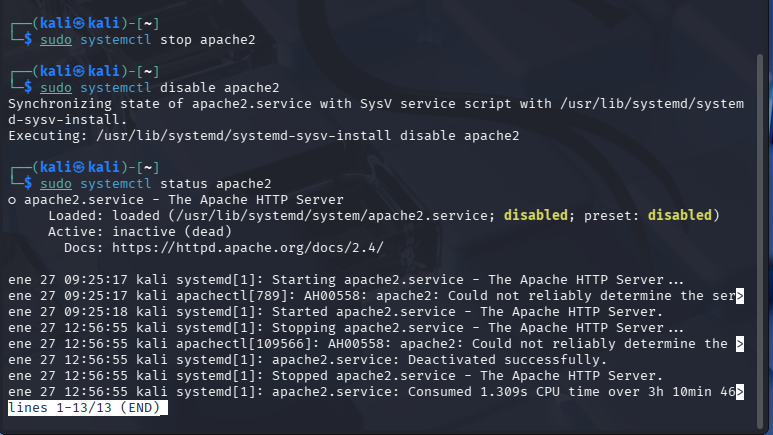 ┌──(kali㉿kali)-[~]
└─$ sudo systemctl stop apache2
┌──(kali㉿kali)-[~]
└─$ sudo systemctl disable apache2
Synchronizing state of apache2.service with SysV service script with /usr/lib/systemd/system
d-sysv-install.
Executing: /usr/lib/systemd/systemd-sysv-install disable apache2
┌──(kali㉿kali)-[~]
└─$ sudo systemctl status apache2
○ apache2.service - The Apache HTTP Server
Loaded: loaded (/usr/lib/systemd/system/apache2.service; disabled; preset: disabled)
Active: inactive (dead)
Docs: https://httpd.apache.org/docs/2.4/
ene 27 09:25:17 kali systemd[1]: Starting apache2.service - The Apache HTTP Server...
ene 27 09:25:17 kali apachectl[789]: AH00558: apache2: Could not reliably determine the ser>
ene 27 09:25:18 kali systemd[1]: Started apache2.service - The Apache HTTP Server.
ene 27 12:56:55 kali systemd[1]: Stopping apache2.service - The Apache HTTP Server...
ene 27 12:56:55 kali apachectl[109566]: AH00558: apache2: Could not reliably determine the >
ene 27 12:56:55 kali systemd[1]: apache2.service: Deactivated successfully.
ene 27 12:56:55 kali systemd[1]: Stopped apache2.service - The Apache HTTP Server.
ene 27 12:56:55 kali systemd[1]: apache2.service: Consumed 1.309s CPU time over 3h 10min 46>
lines 1-13/13 (END)